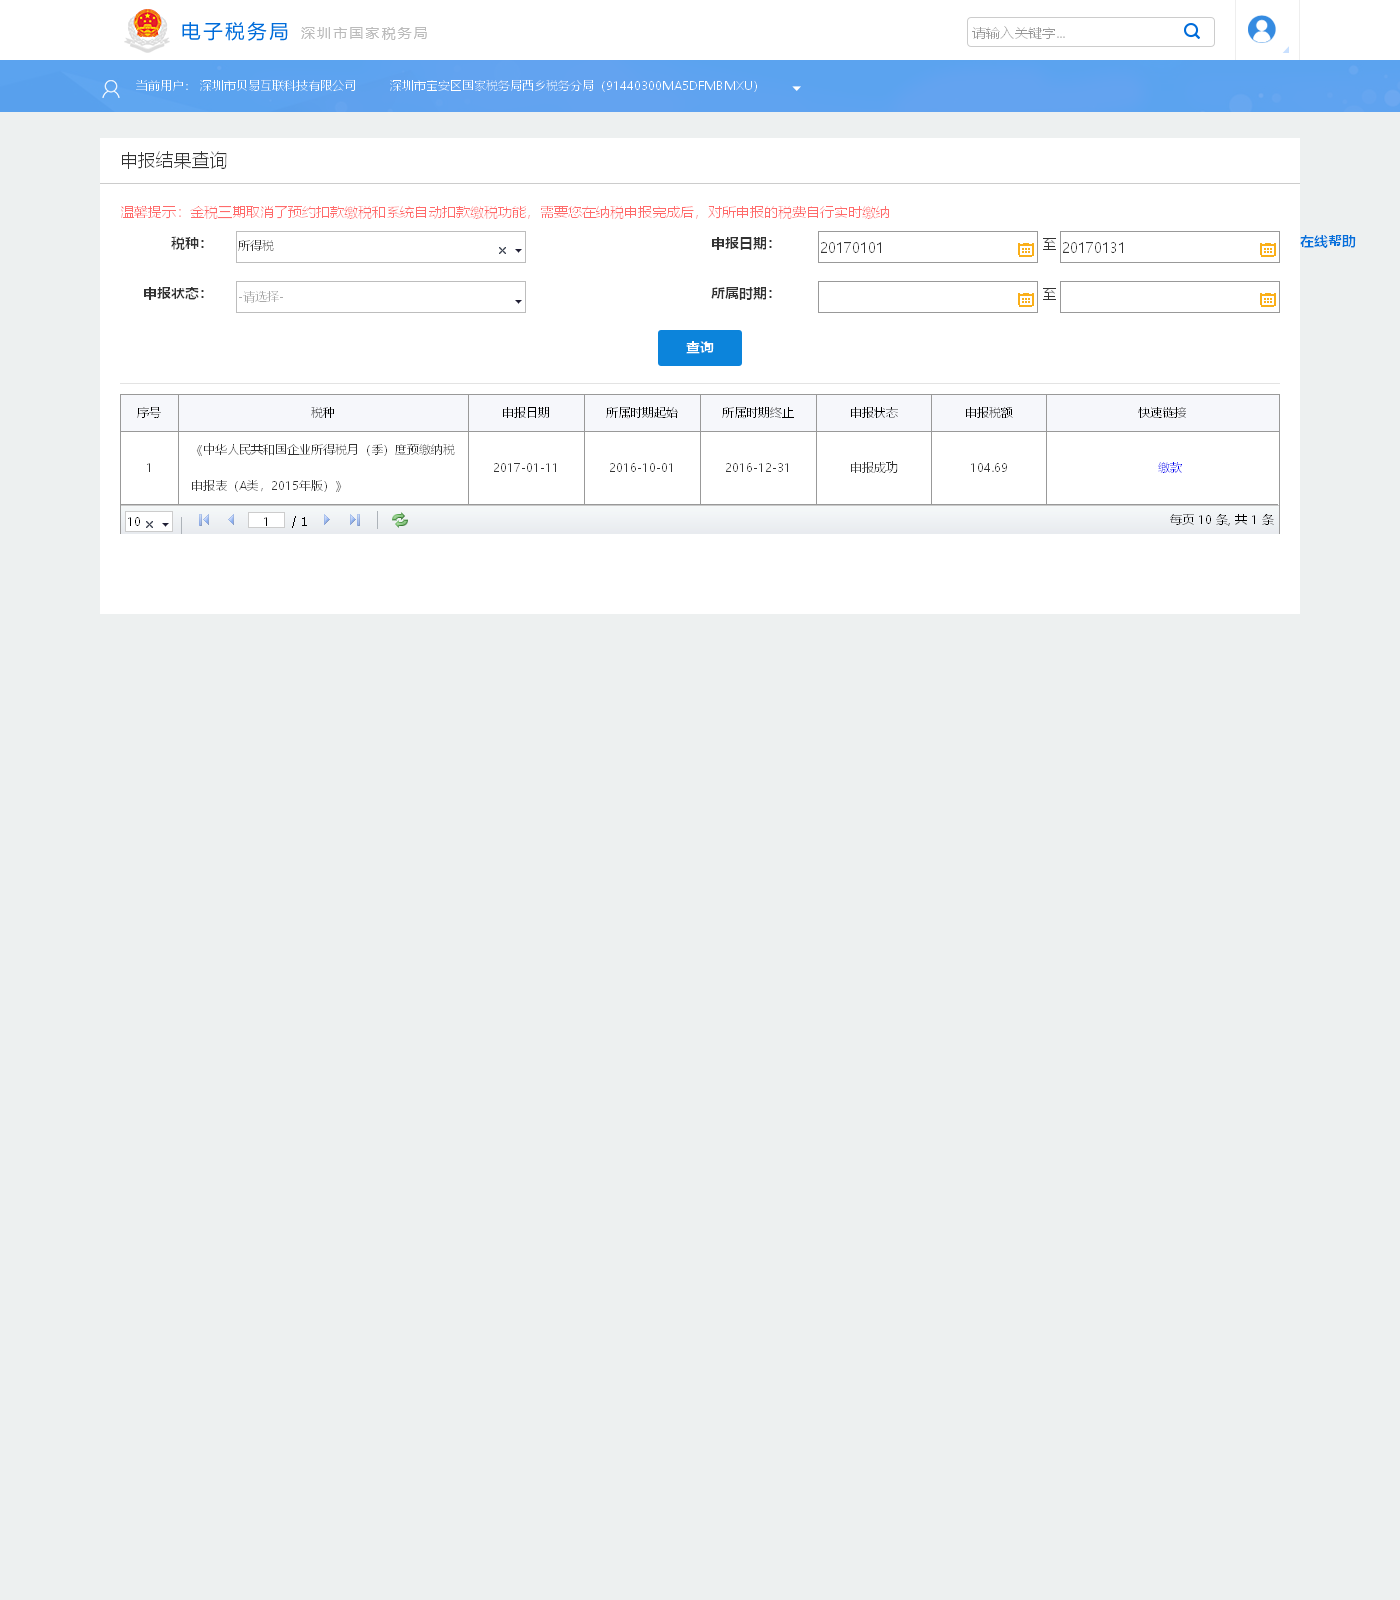 电子税务局 深圳市国家税务局
请输入关键字...
当前用户： 深圳市贝易互联科技有限公司 深圳市宝安区国家税务局西乡税务分局（91440300MA5DFMBMXU）
申报结果查询
温馨提示：金税三期取消了预约扣款缴税和系统自动扣款缴税功能，需要您在纳税申报完成后，对所申报的税费自行实时缴纳
税种： 所得税 申报日期： 20170101 至 20170131 在线帮助
申报状态： -请选择- 所属时期： 至
查询
序号 税种 申报日期 所属时期起始 所属时期终止 申报状态 申报税额 快速链接
1 《中华人民共和国企业所得税月（季）度预缴纳税 2017-01-11 2016-10-01 2016-12-31 申报成功 104.69 缴款
申报表（A类，2015年版）》
10 1 / 1 每页 10 条, 共 1 条